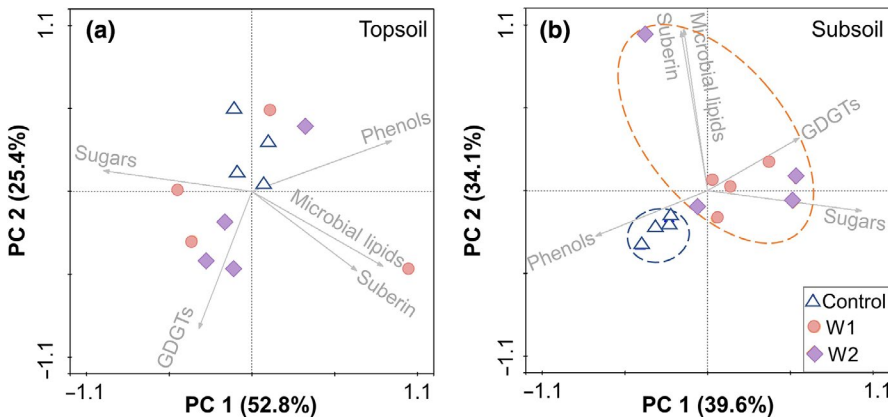 1.1
(a)
Topsoil
Phenols
Sugars
Microbial lipids
Suberin
GDGTs
PC 2 (25.4%)
−1.1
−1.1
1.1
PC 1 (52.8%)
1.1
(b)
Subsoil
Suberin
Microbial lipids
GDGTs
Sugars
Phenols
PC 2 (34.1%)
Control
W1
W2
−1.1
−1.1
1.1
PC 1 (39.6%)